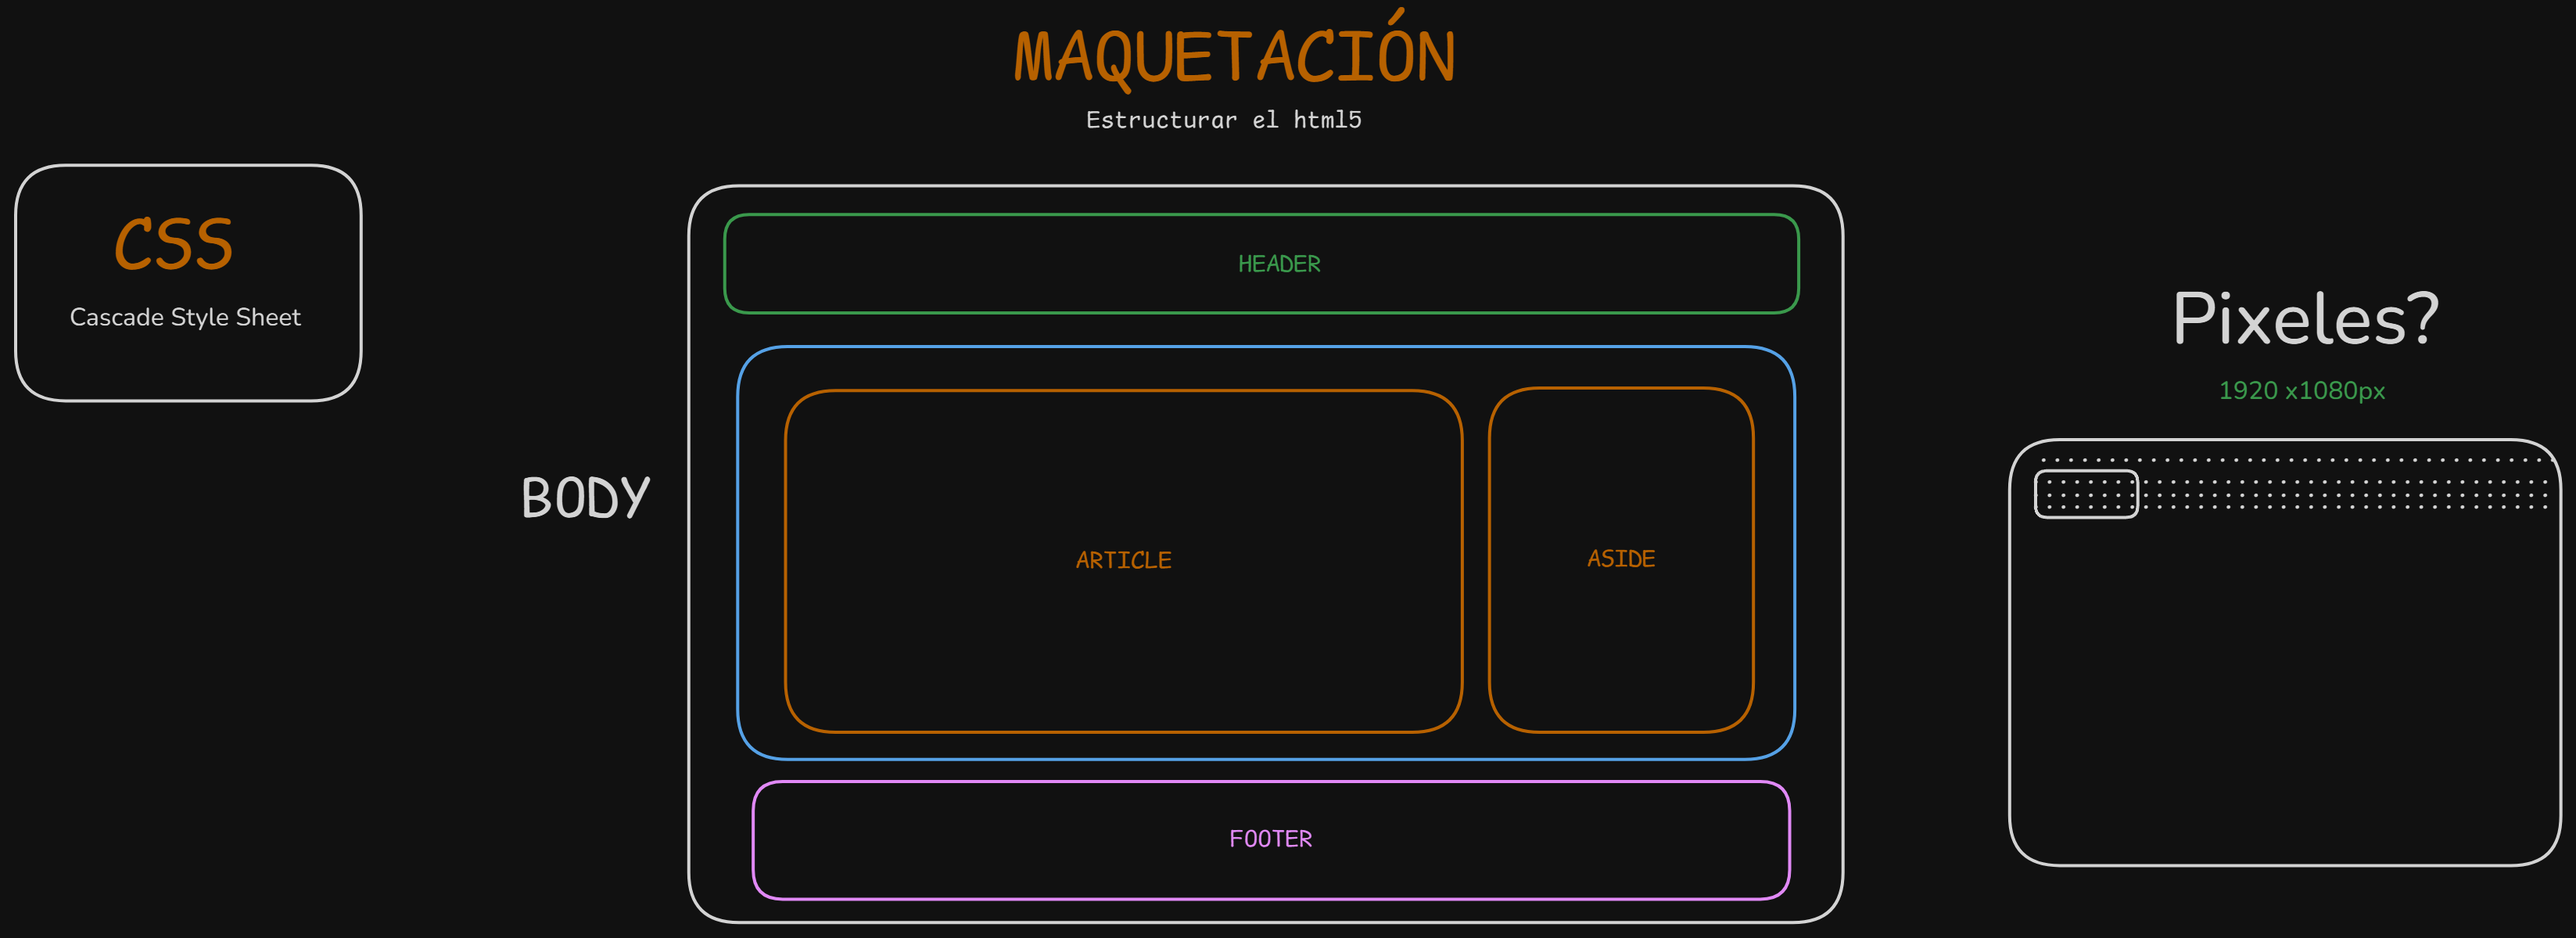 MAQUETACIÓN
Estructurar el html5
CSS
Cascade Style Sheet
BODY
HEADER
ARTICLE
ASIDE
FOOTER
Pixeles?
1920 x1080px